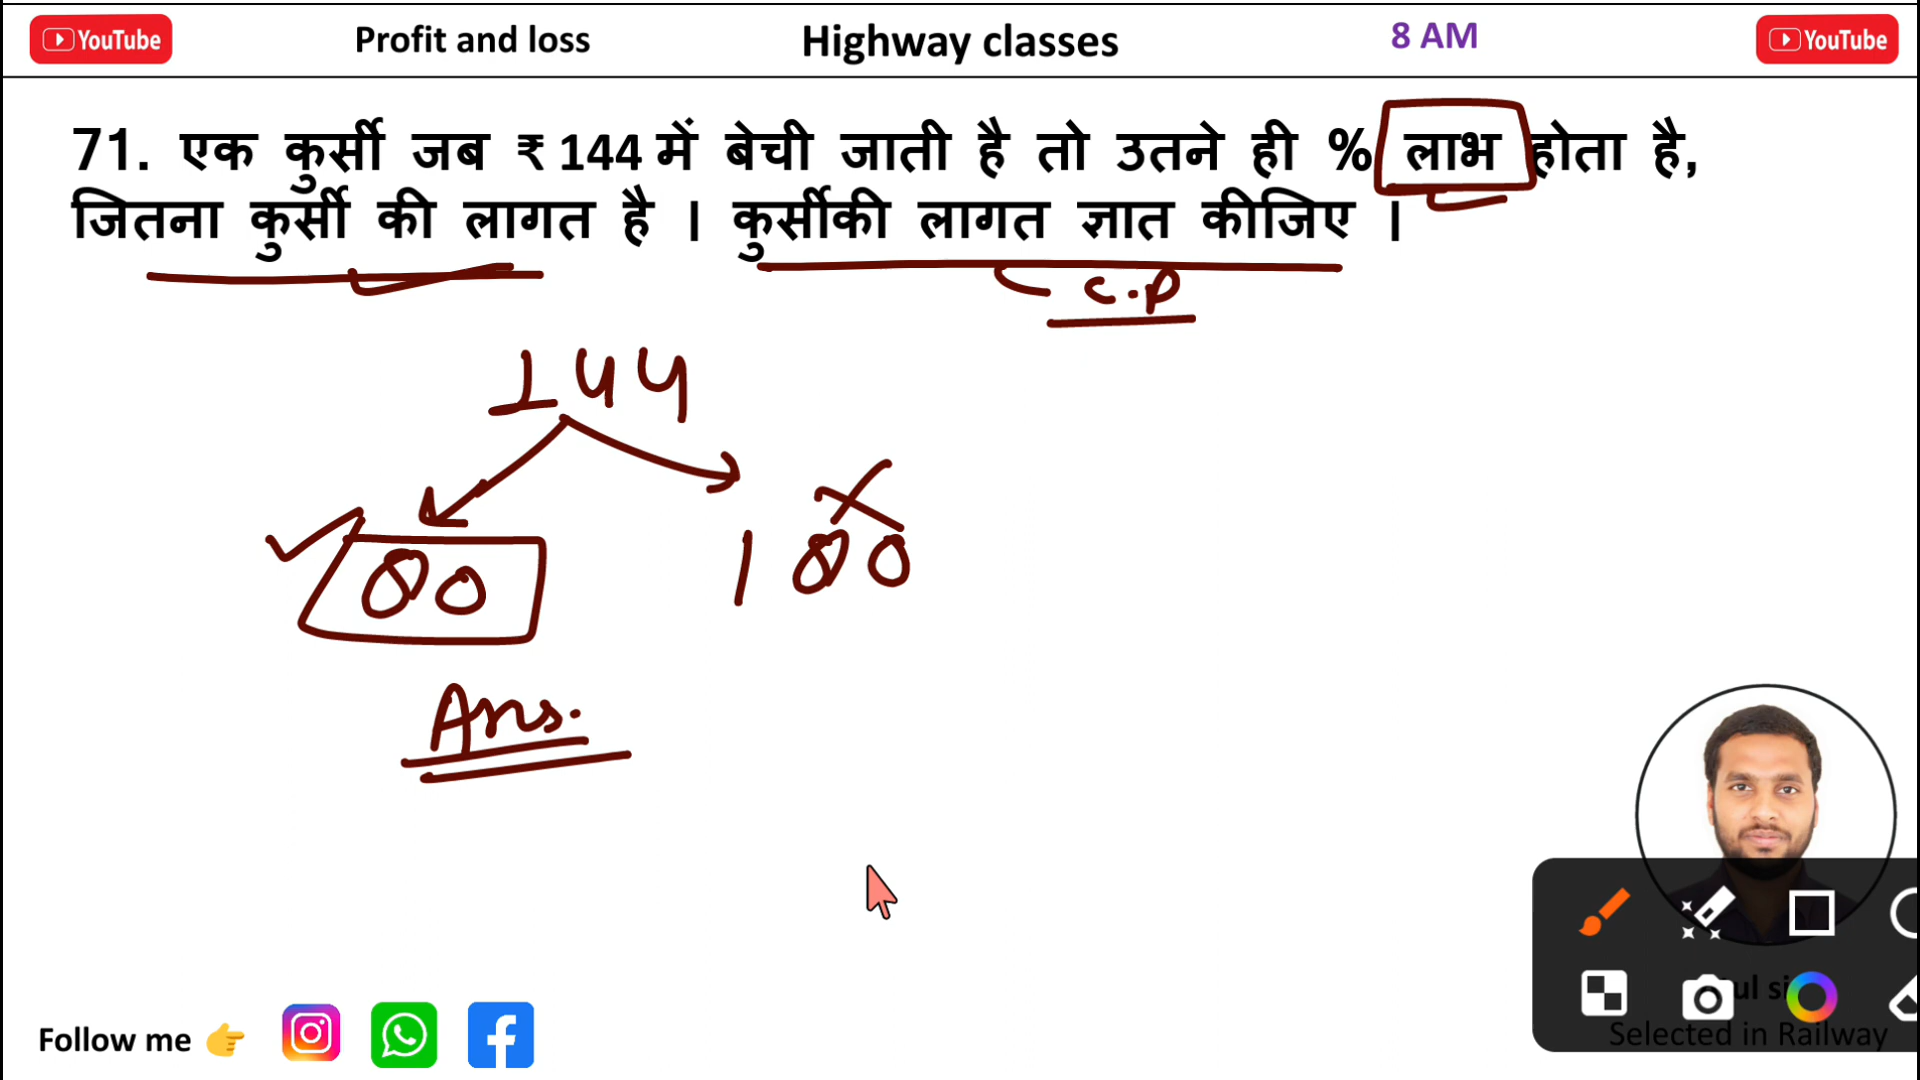 YouTube Profit and loss Highway classes 8 AM YouTube
71. एक कुर्सी जब ₹ 144 में बेची जाती है तो उतने ही % लाभ होता है,
जितना कुर्सी की लागत है । कुर्सीकी लागत ज्ञात कीजिए ।
C.P
144
80 180
Ans.
Follow me
Selected in Railway